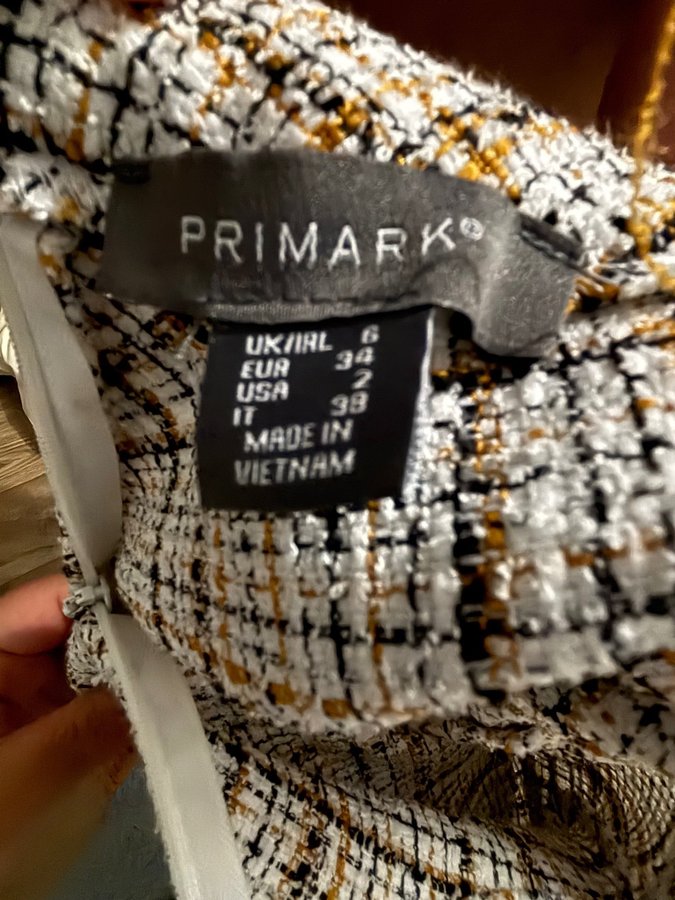 PRIMARK®
UK/IRL 6
EUR 34
USA 2
IT 38
MADE IN
VIETNAM